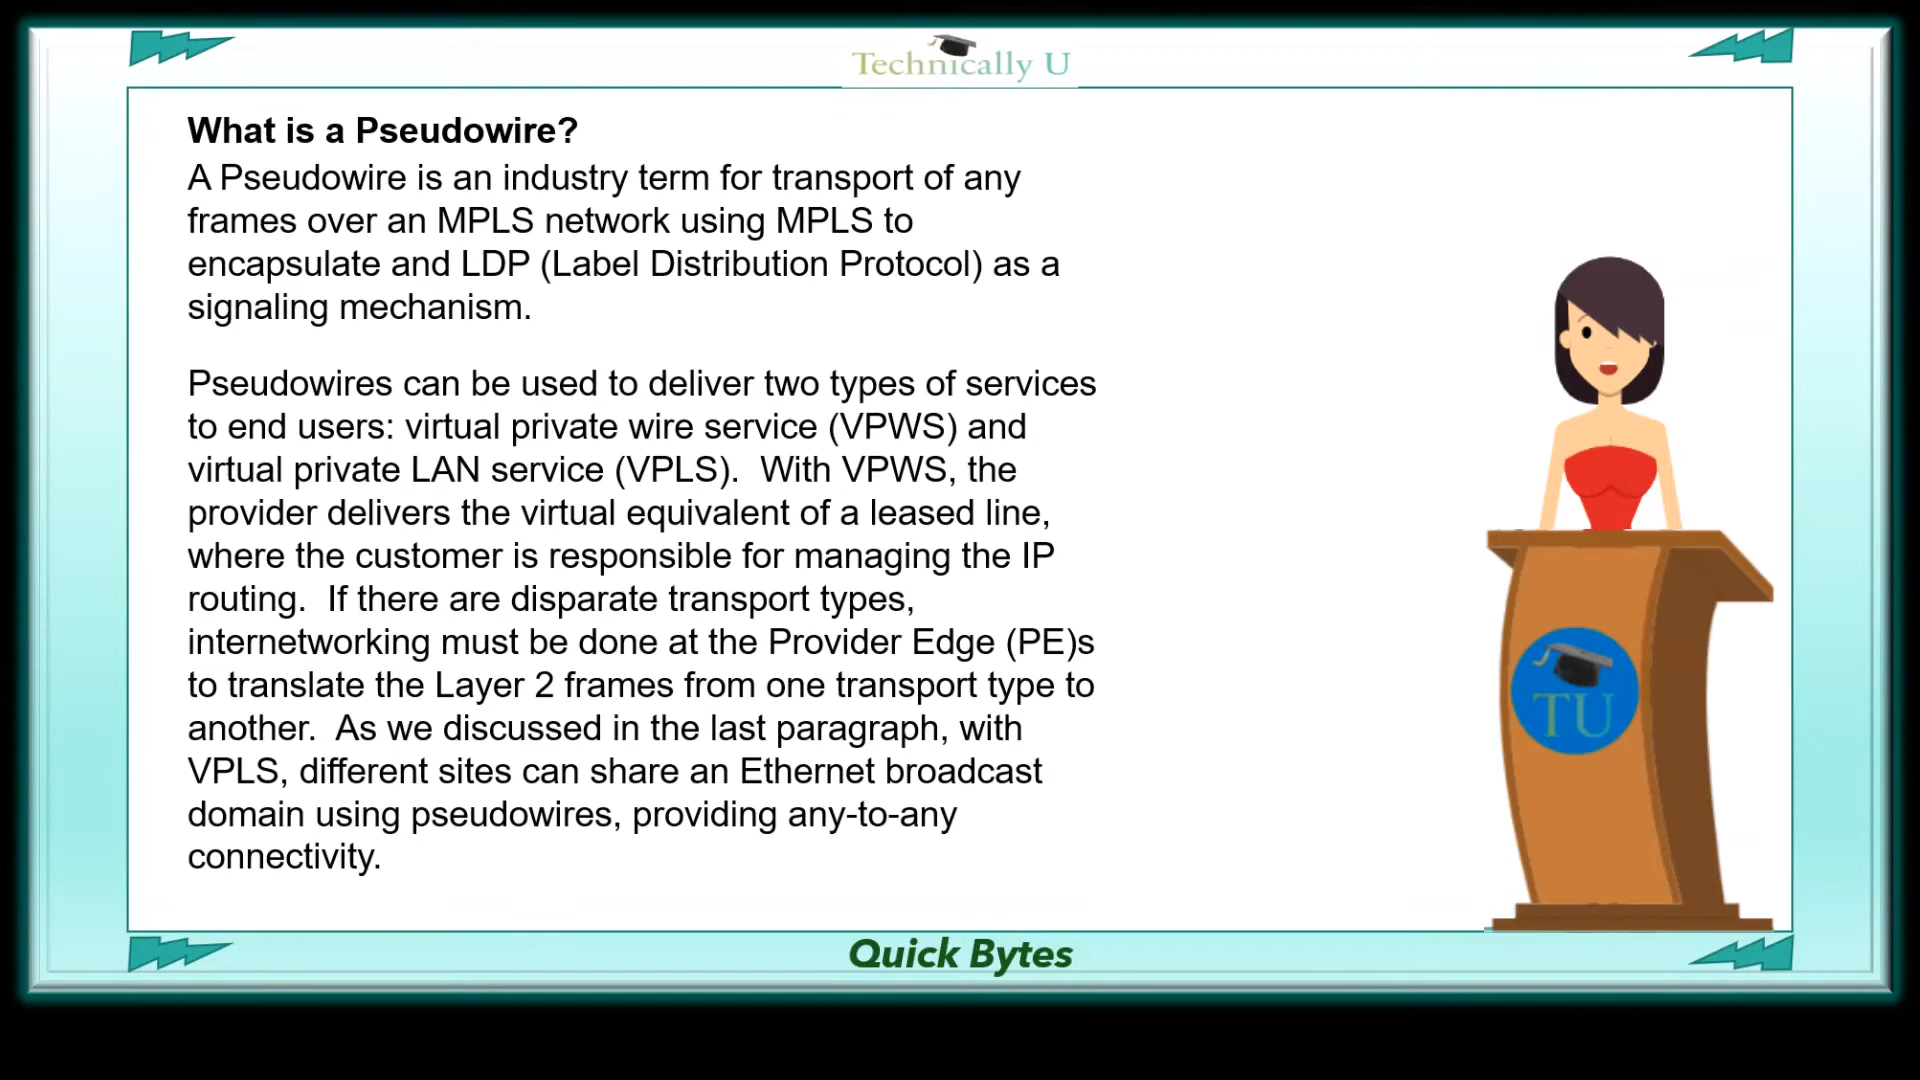 Technically U
What is a Pseudowire?
A Pseudowire is an industry term for transport of any
frames over an MPLS network using MPLS to
encapsulate and LDP (Label Distribution Protocol) as a
signaling mechanism.
Pseudowires can be used to deliver two types of services
to end users: virtual private wire service (VPWS) and
virtual private LAN service (VPLS).  With VPWS, the
provider delivers the virtual equivalent of a leased line,
where the customer is responsible for managing the IP
routing.  If there are disparate transport types,
internetworking must be done at the Provider Edge (PE)s
to translate the Layer 2 frames from one transport type to
another.  As we discussed in the last paragraph, with
VPLS, different sites can share an Ethernet broadcast
domain using pseudowires, providing any-to-any
connectivity.
TU
Quick Bytes